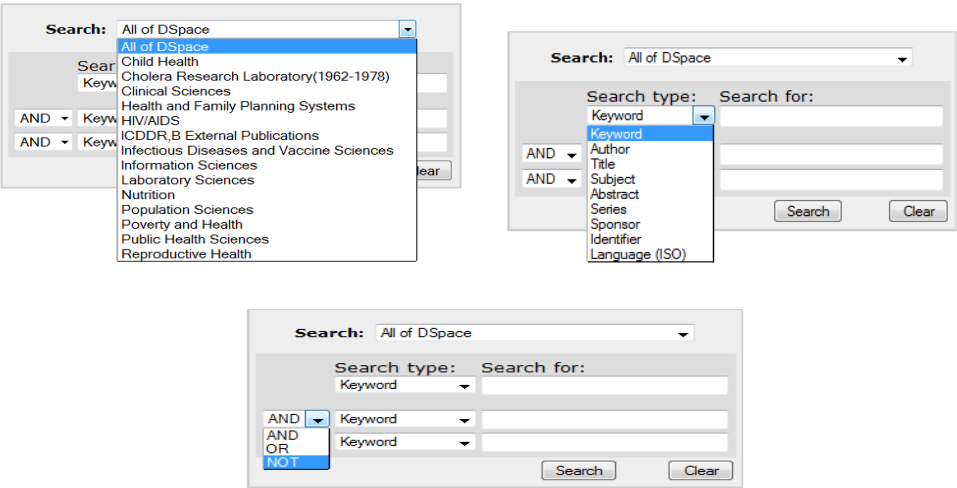 Search: All of DSpace
All of DSpace
Child Health
Cholera Research Laboratory(1962-1978)
Clinical Sciences
Health and Family Planning Systems
HIV/AIDS
ICDDR,B External Publications
Infectious Diseases and Vaccine Sciences
Information Sciences
Laboratory Sciences
Nutrition
Population Sciences
Poverty and Health
Public Health Sciences
Reproductive Health
Sear
Keyw
AND Keyw
AND Keyw
lear
Search: All of DSpace
Search type: Search for:
Keyword
Keyword
Author
Title
Subject
Abstract
Series
Sponsor
Identifier
Language (ISO)
AND
AND
Search Clear
Search: All of DSpace
Search type: Search for:
Keyword
AND Keyword
AND
OR
NOT
Keyword
Search Clear